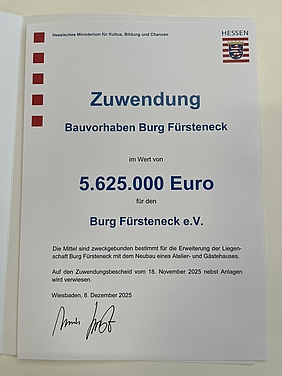 Hessisches Ministerium für Kultus, Bildung und Chancen
HESSEN
Zuwendung
Bauvorhaben Burg Fürsteneck
im Wert von
5.625.000 Euro
für den
Burg Fürsteneck e.V.
Die Mittel sind zweckgebunden bestimmt für die Erweiterung der Liegen-
schaft Burg Fürsteneck mit dem Neubau eines Atelier- und Gästehauses.
Auf den Zuwendungsbescheid vom 18. November 2025 nebst Anlagen
wird verwiesen.
Wiesbaden, 8. Dezember 2025